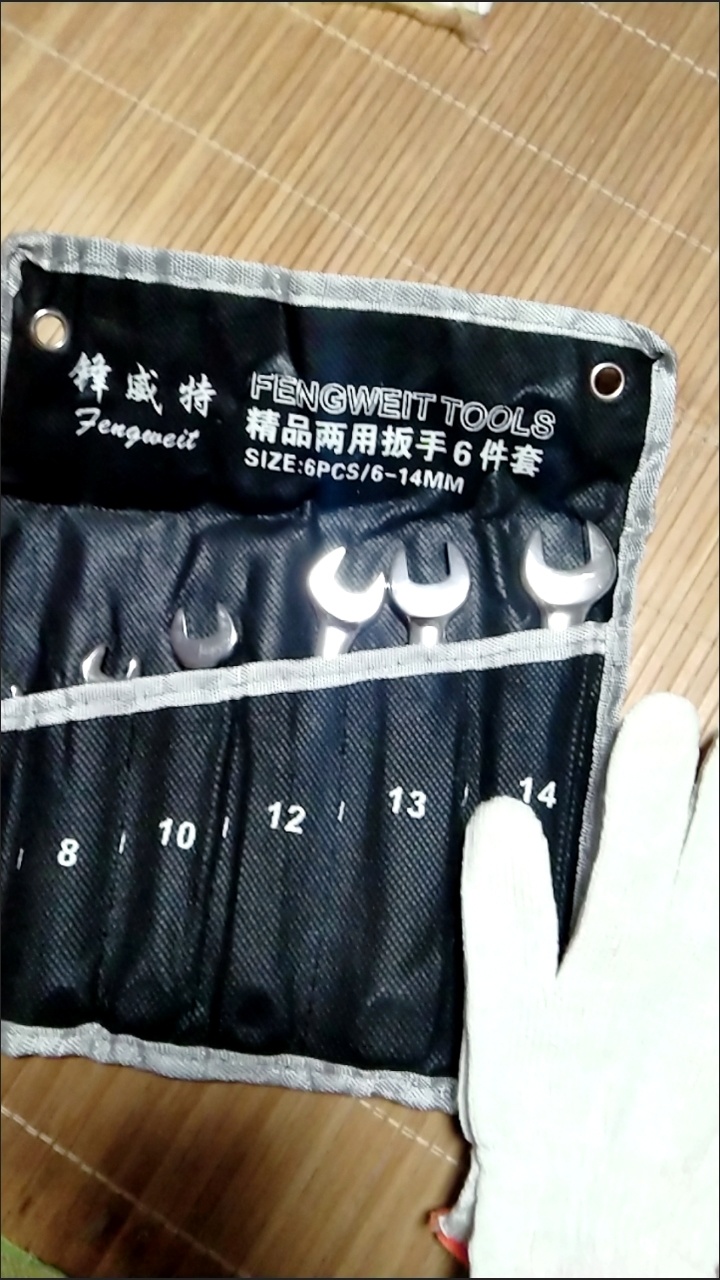 锋威特
Fengweit
FENGWEIT TOOLS
精品两用扳手6件套
SIZE:6PCS/6-14MM
8 10 12 13 14